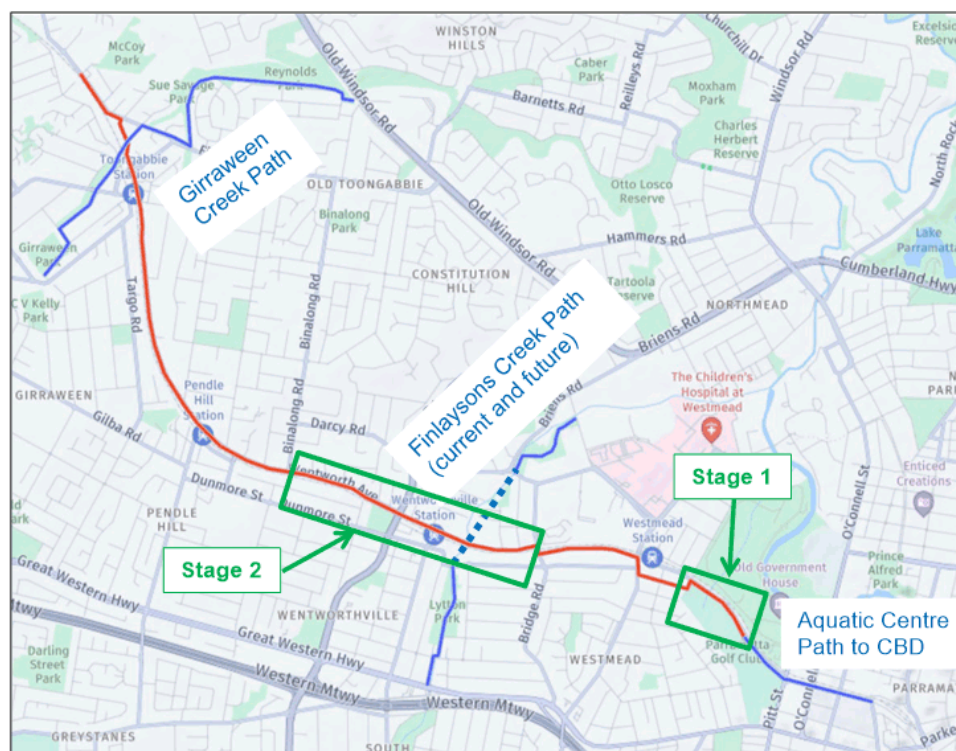 WINSTON
HILLS
Excelsior
Reserve
McCoy
Park
Churchill Dr
Windsor Rd
Old Windsor Rd
Caber
Park
Reilleys Rd
Sue Savage
Park
Reynolds
Moxham
Park
Barnetts Rd
Charles
Herbert
Reserve
North Rock
Toongabbie
Station
Girraween
Creek Path
OLD TOONGABBIE
Otto Losco
Reserve
Binalong
Park
Old Windsor Rd
Hammers Rd
Lake
Parramatta
Girraween
Park
CONSTITUTION
HILL
Tartoola
Reserve
Cumberland Hwy
C V Kelly
Park
Targo Rd
Binalong Rd
NORTHMEAD
Briens Rd
Finlaysons Creek Path
(current and future)
Pendle
Hill
Station
GIRRAWEEN
The Children's
Hospital at
Westmead
Briens Rd
Gilba Rd
Darcy Rd
Binalong Rd
O'Connell St
Stage 1
Enticed
Creations
Wentworth Ave
Wentworthville
Station
Dunmore St
Dunmore St
PENDLE
HILL
Westmead
Station
Stage 2
Old Government
House
Prince
Alfred Park
Great Western Hwy
Mtwy
WENTWORTHVILLE
Lytton
Park
Bridge Rd
Aquatic Centre
Path to CBD
Great Western Hwy
Parramatta
Golf Club
Darling
Street
Park
WESTMEAD
Western Mtwy
Western Mtwy
Pitt St
O'Connell
PARRAMA
GREYSTANES
SOUTH
Parke